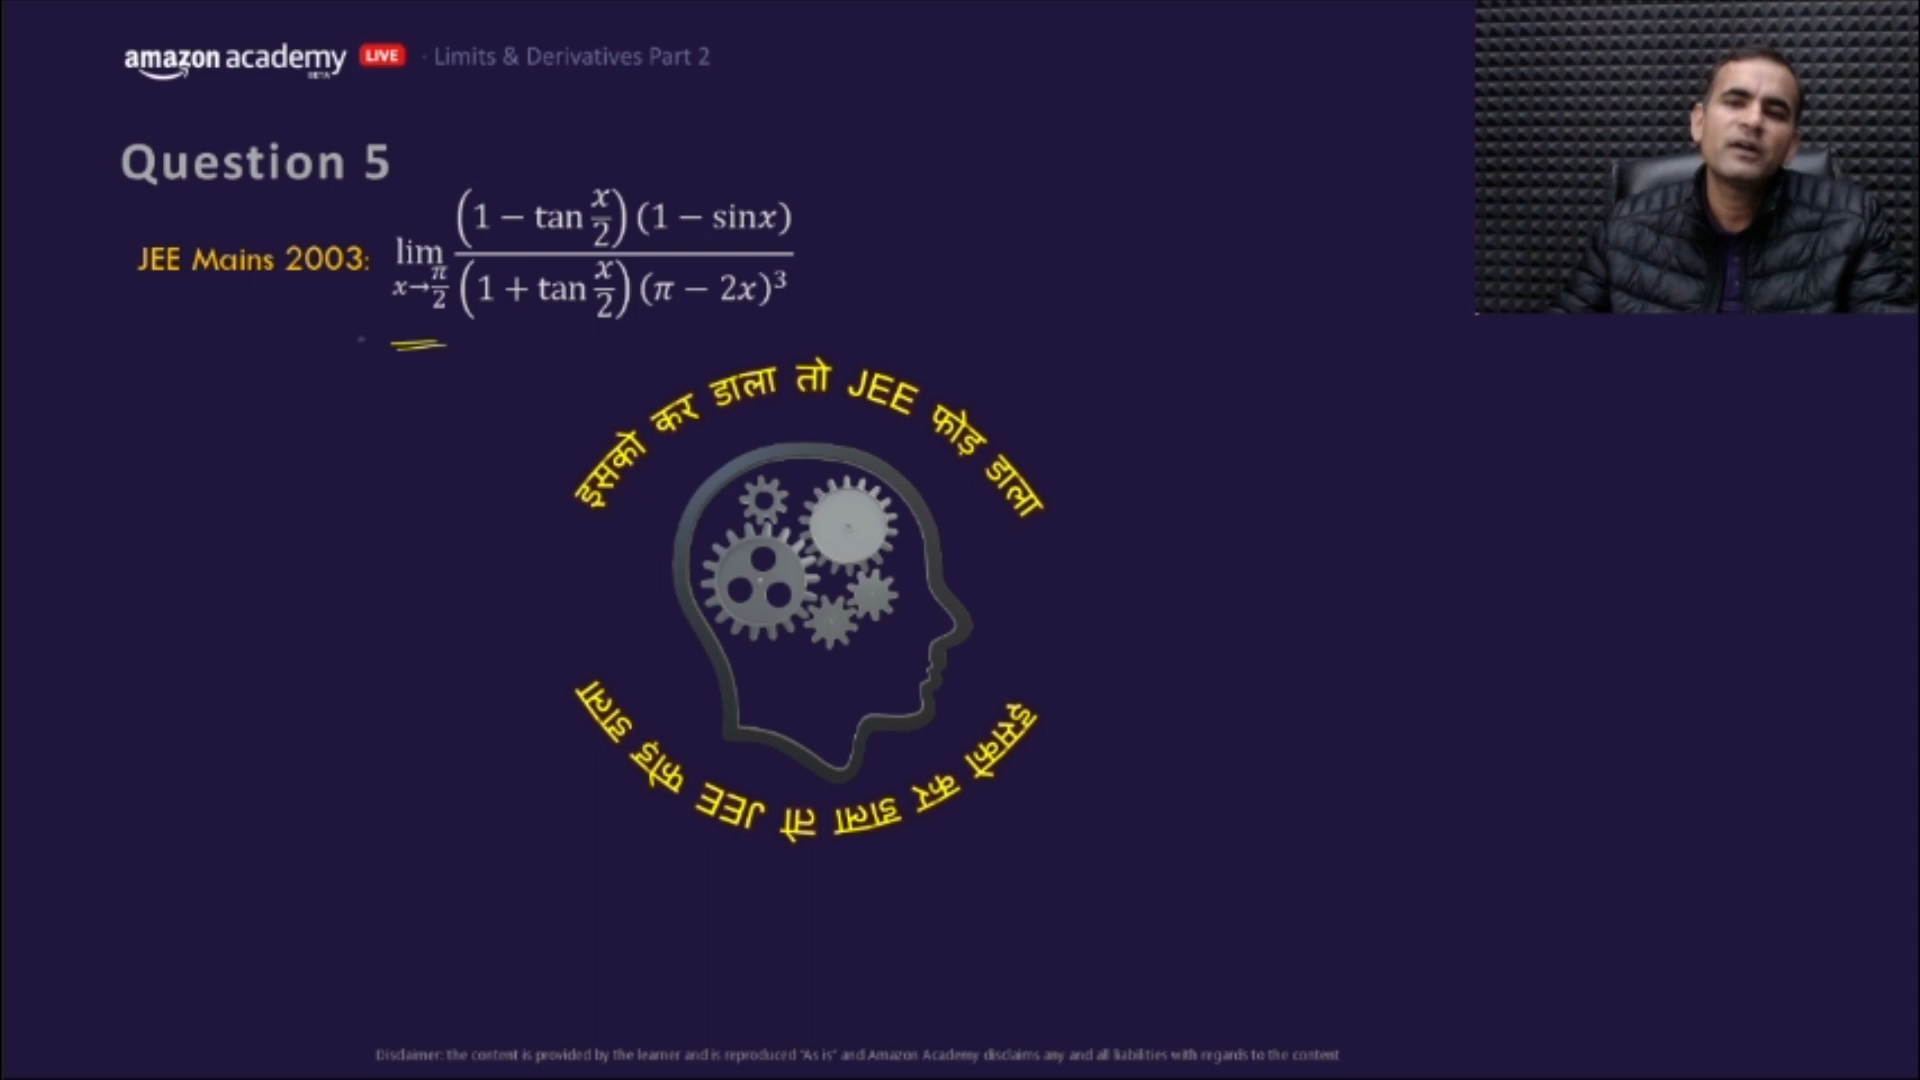 amazon academy LIVE · Limits & Derivatives Part 2
BETA
Question 5
JEE Mains 2003: lim x→π/2 (1 − tan x/2)(1 − sinx) / (1 + tan x/2)(π − 2x)³
इसको कर डाला तो JEE फोड़ डाला
इसको कर डाला तो JEE फोड़ डाला
Disclaimer: the content is provided by the learner and is reproduced "As is" and Amazon Academy disclaims any and all liabilities with regards to the content